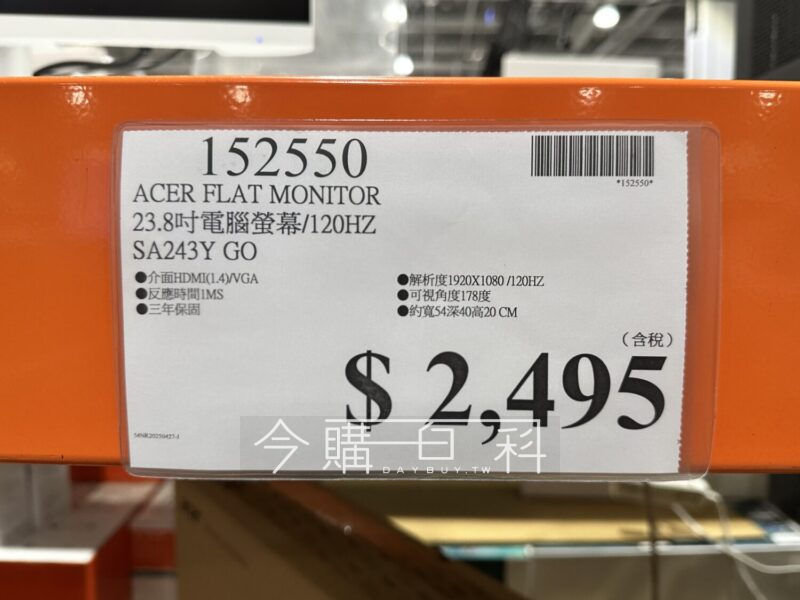 152550
*152550*
ACER FLAT MONITOR
23.8吋電腦螢幕/120HZ
SA243Y GO
●介面HDMI(1.4)/VGA
●反應時間1MS
●三年保固
●解析度1920X1080 /120HZ
●可視角度178度
●約寬54深40高20 CM
(含稅)
$ 2,495
今購百科
DAYBUY.TW